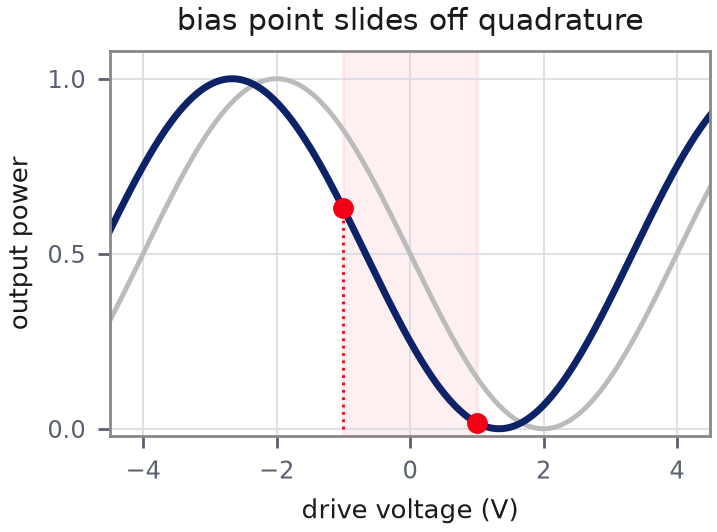 bias point slides off quadrature
output power
1.0
0.5
0.0
−4
−2
0
2
4
drive voltage (V)